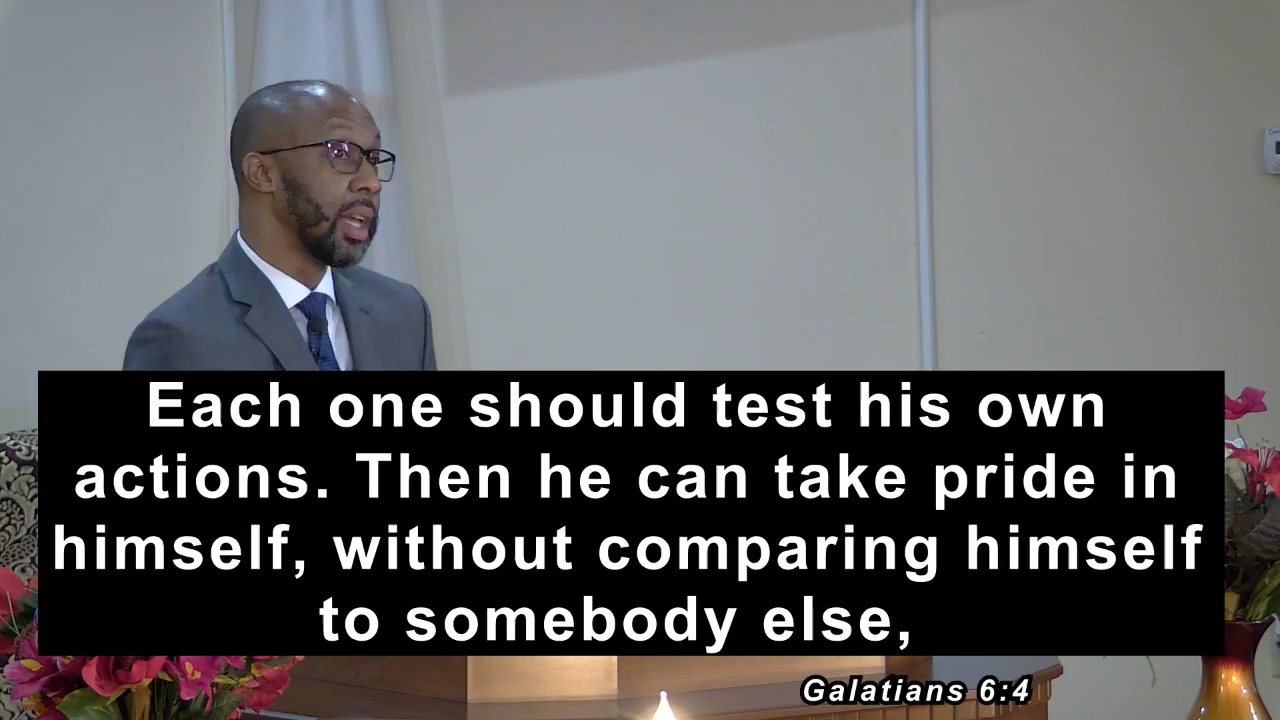 Each one should test his own
actions. Then he can take pride in
himself, without comparing himself
to somebody else,
Galatians 6:4